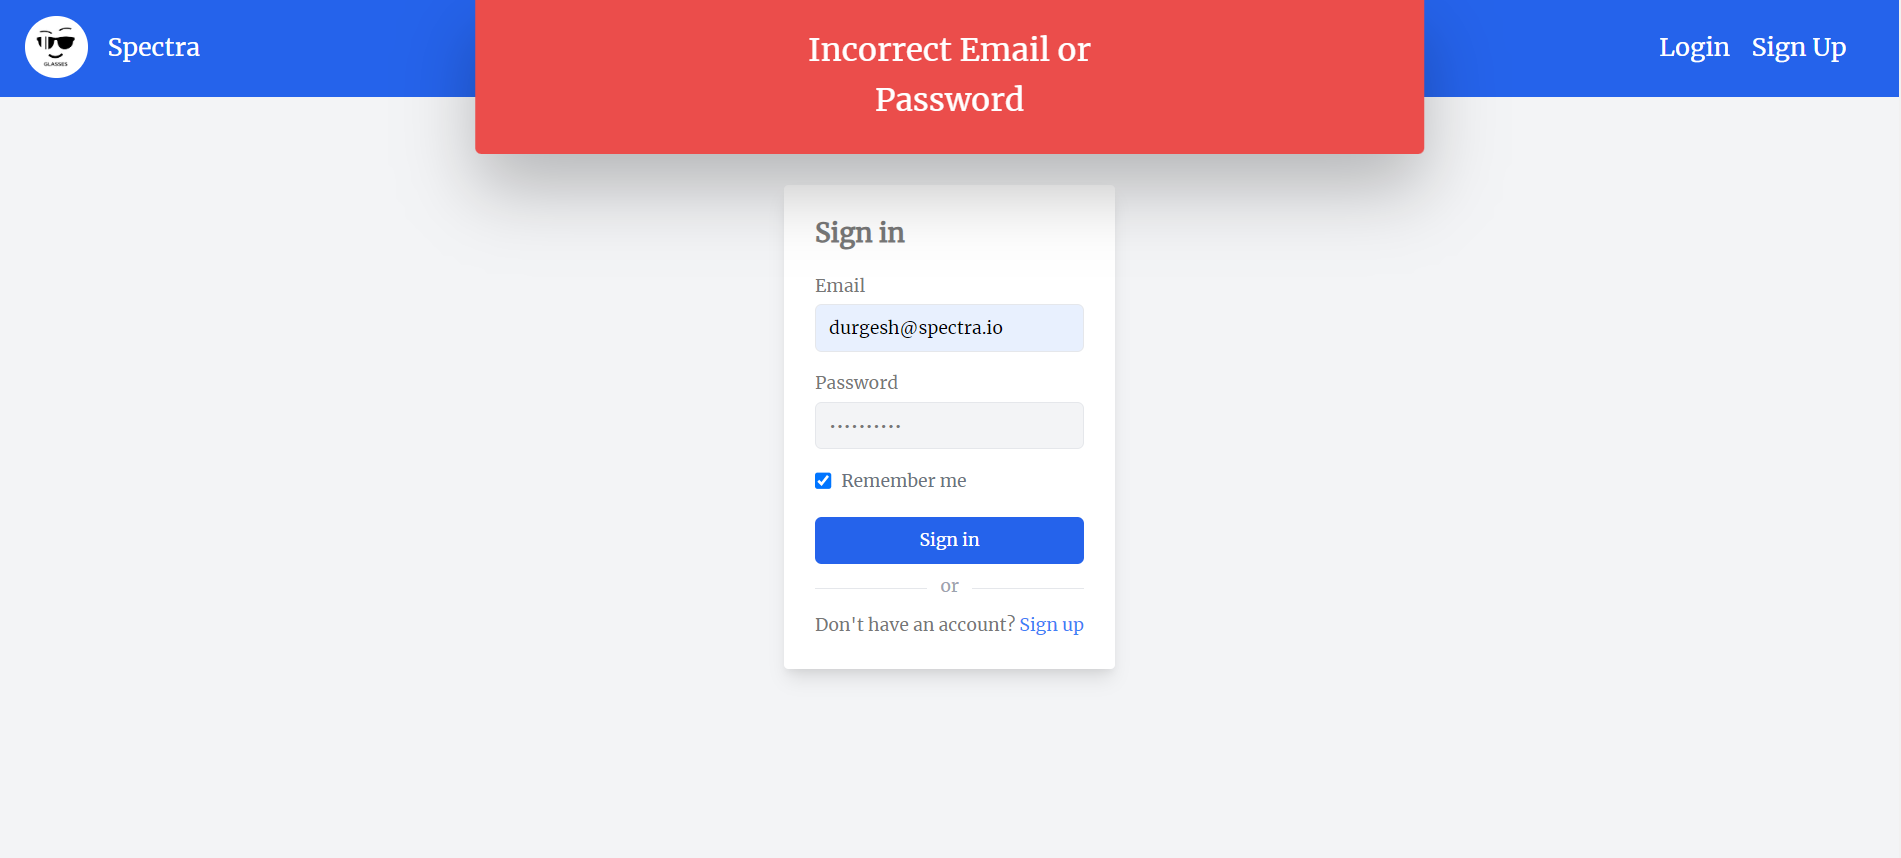 GLASSES
Spectra
Incorrect Email or
Password
Login Sign Up
Sign in
Email
durgesh@spectra.io
Password
··········
Remember me
Sign in
or
Don't have an account? Sign up